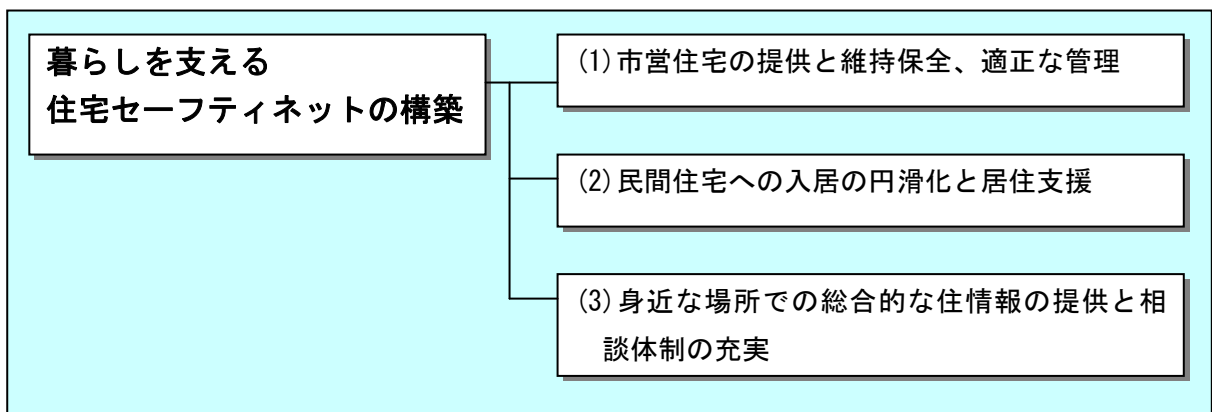 暮らしを支える
住宅セーフティネットの構築
(1)市営住宅の提供と維持保全、適正な管理
(2)民間住宅への入居の円滑化と居住支援
(3)身近な場所での総合的な住情報の提供と相
談体制の充実